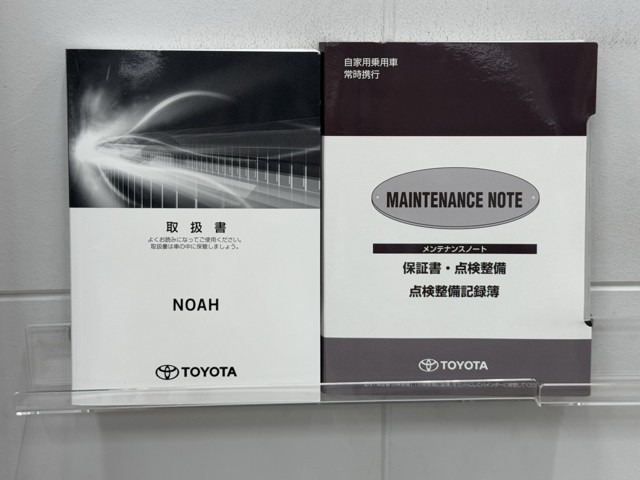 取扱書
よくお読みになってご使用ください。
取扱書は車の中に保管しましょう。
NOAH
TOYOTA
自家用乗用車
常時携行
MAINTENANCE NOTE
メンテナンスノート
保証書・点検整備
点検整備記録簿
TOYOTA